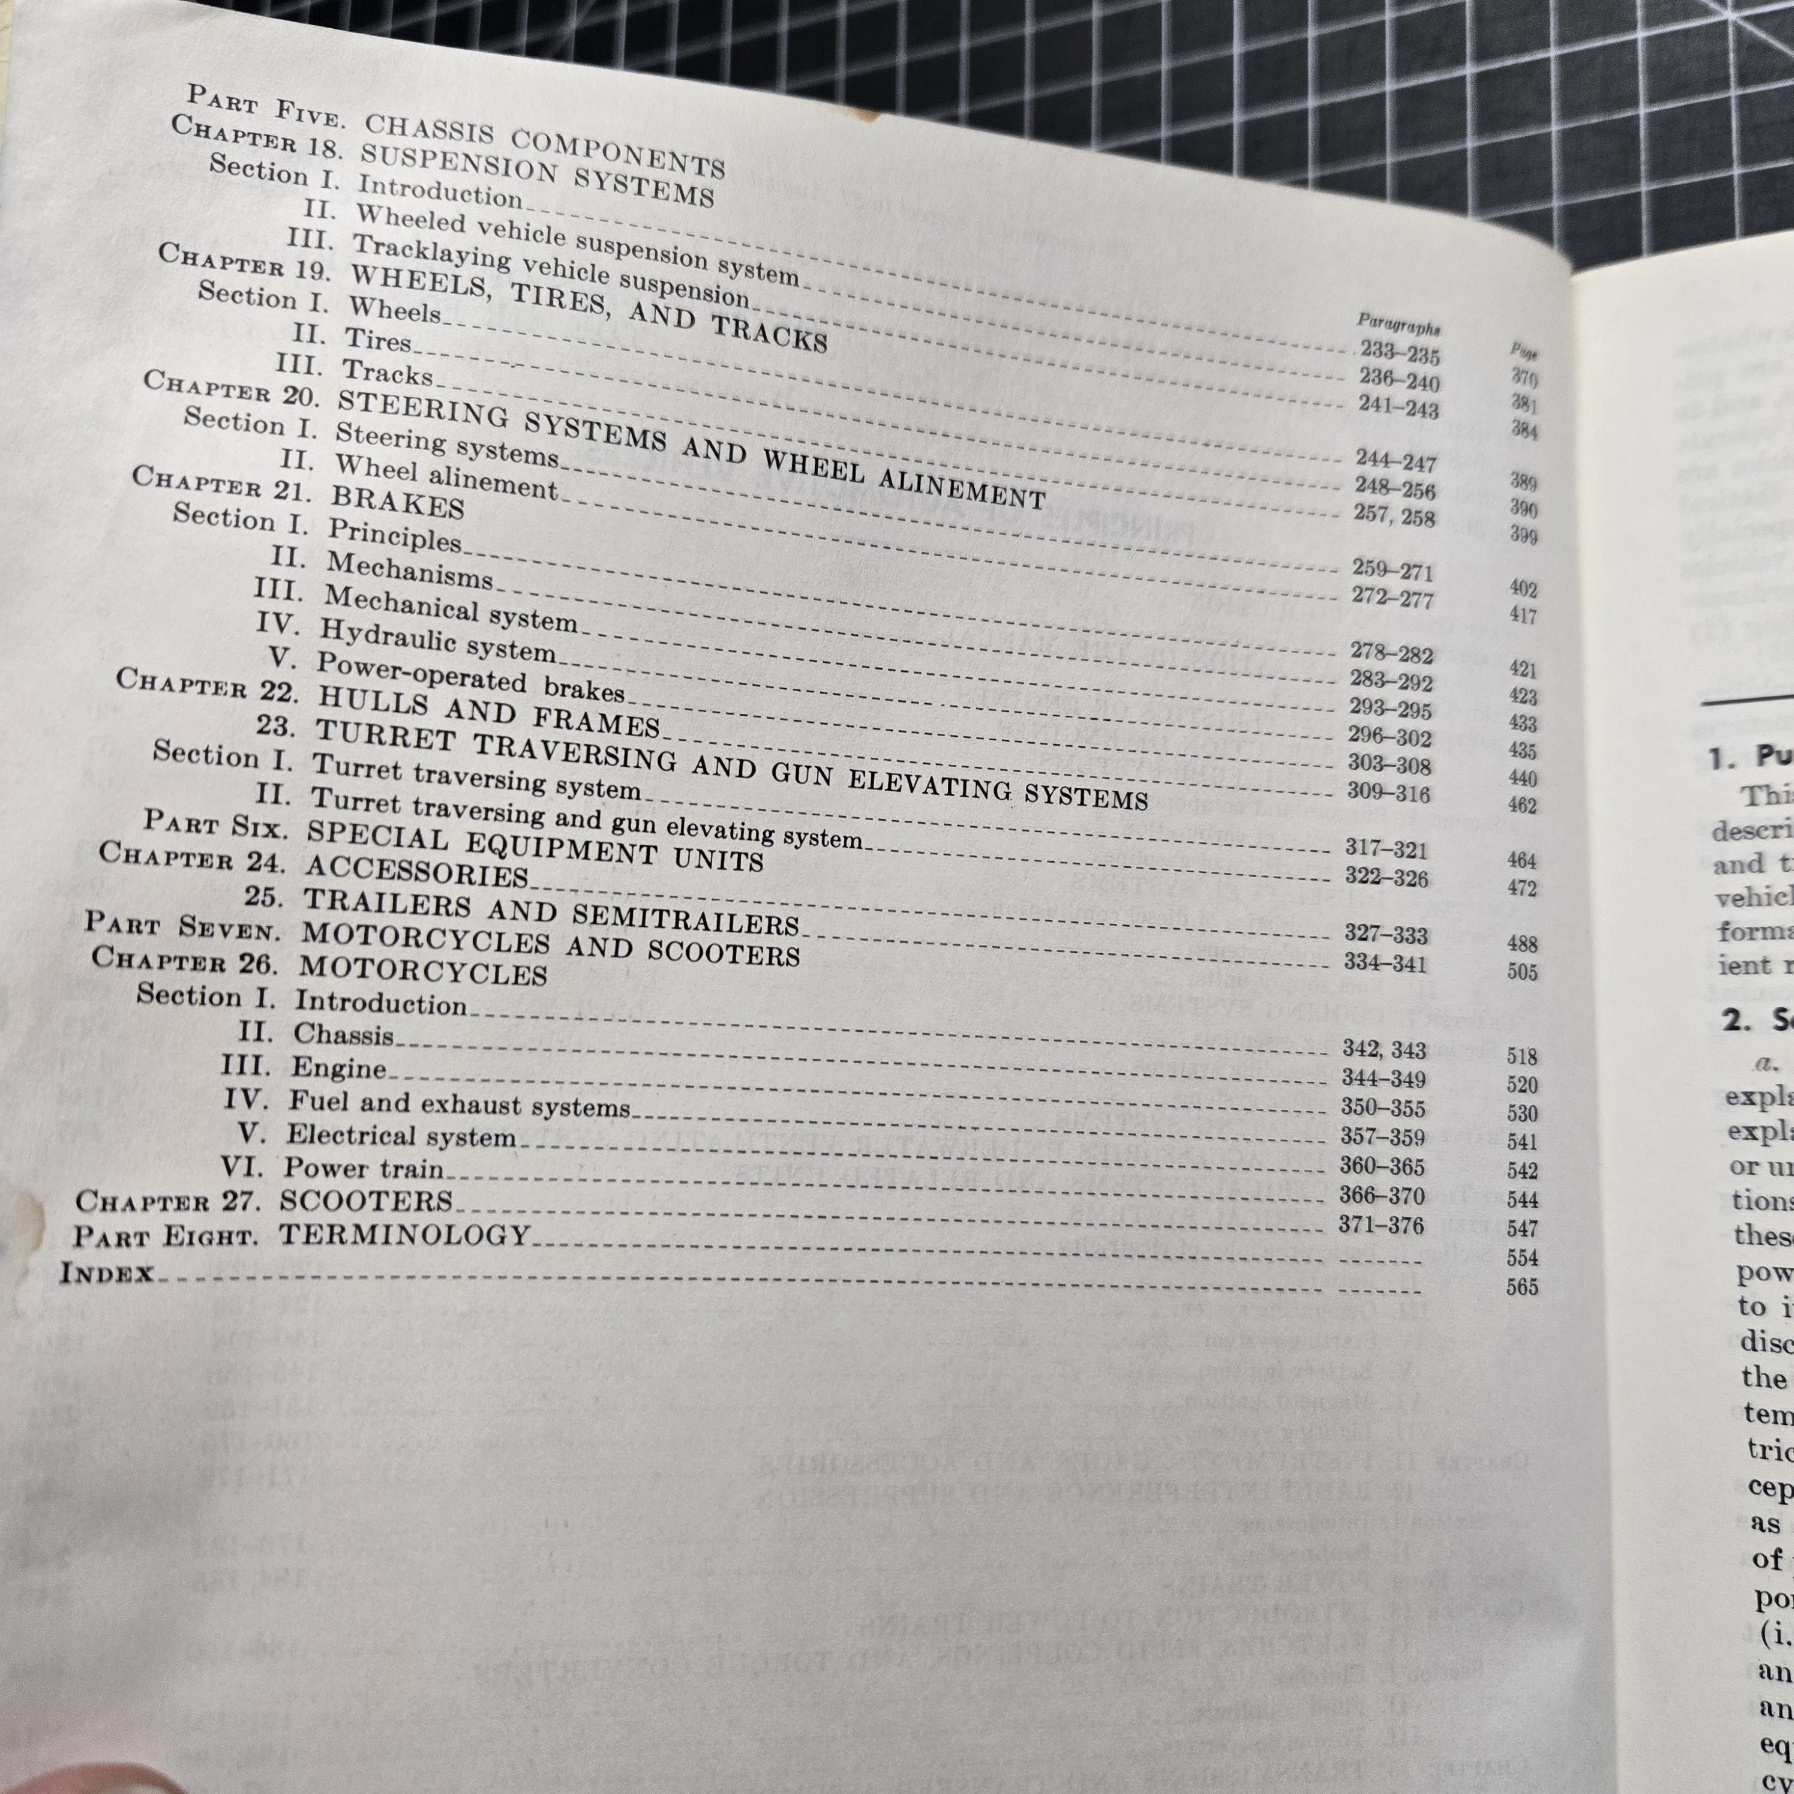 Paragraphs Page
PART FIVE. CHASSIS COMPONENTS
CHAPTER 18. SUSPENSION SYSTEMS
Section I. Introduction 233–235 370
II. Wheeled vehicle suspension system 236–240 381
III. Tracklaying vehicle suspension 241–243 384
CHAPTER 19. WHEELS, TIRES, AND TRACKS
Section I. Wheels 244–247 389
II. Tires 248–256 390
III. Tracks 257, 258 399
CHAPTER 20. STEERING SYSTEMS AND WHEEL ALINEMENT
Section I. Steering systems 259–271 402
II. Wheel alinement 272–277 417
CHAPTER 21. BRAKES
Section I. Principles 278–282 421
II. Mechanisms 283–292 423
III. Mechanical system 293–295 433
IV. Hydraulic system 296–302 435
V. Power-operated brakes 303–308 440
CHAPTER 22. HULLS AND FRAMES 309–316 462
23. TURRET TRAVERSING AND GUN ELEVATING SYSTEMS
Section I. Turret traversing system 317–321 464
II. Turret traversing and gun elevating system 322–326 472
PART SIX. SPECIAL EQUIPMENT UNITS
CHAPTER 24. ACCESSORIES 327–333 488
25. TRAILERS AND SEMITRAILERS 334–341 505
PART SEVEN. MOTORCYCLES AND SCOOTERS
CHAPTER 26. MOTORCYCLES
Section I. Introduction 342, 343 518
II. Chassis 344–349 520
III. Engine 350–355 530
IV. Fuel and exhaust systems 357–359 541
V. Electrical system 360–365 542
VI. Power train 366–370 544
CHAPTER 27. SCOOTERS 371–376 547
PART EIGHT. TERMINOLOGY 554
INDEX 565
1. Pu
This
descri
and t
vehicl
forma
ient r
2. S
a.
expla
expla
or un
tions
these
pow
to i
disc
the
tem
tric
cep
as
of
por
(i.
an
an
eq
cy